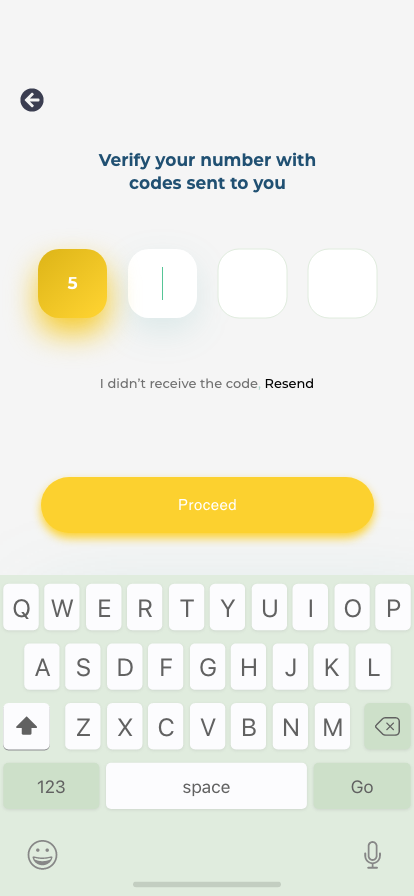 Verify your number with
codes sent to you
5
I didn't receive the code, Resend
Proceed
Q W E R T Y U I O P
A S D F G H J K L
Z X C V B N M
123 space Go